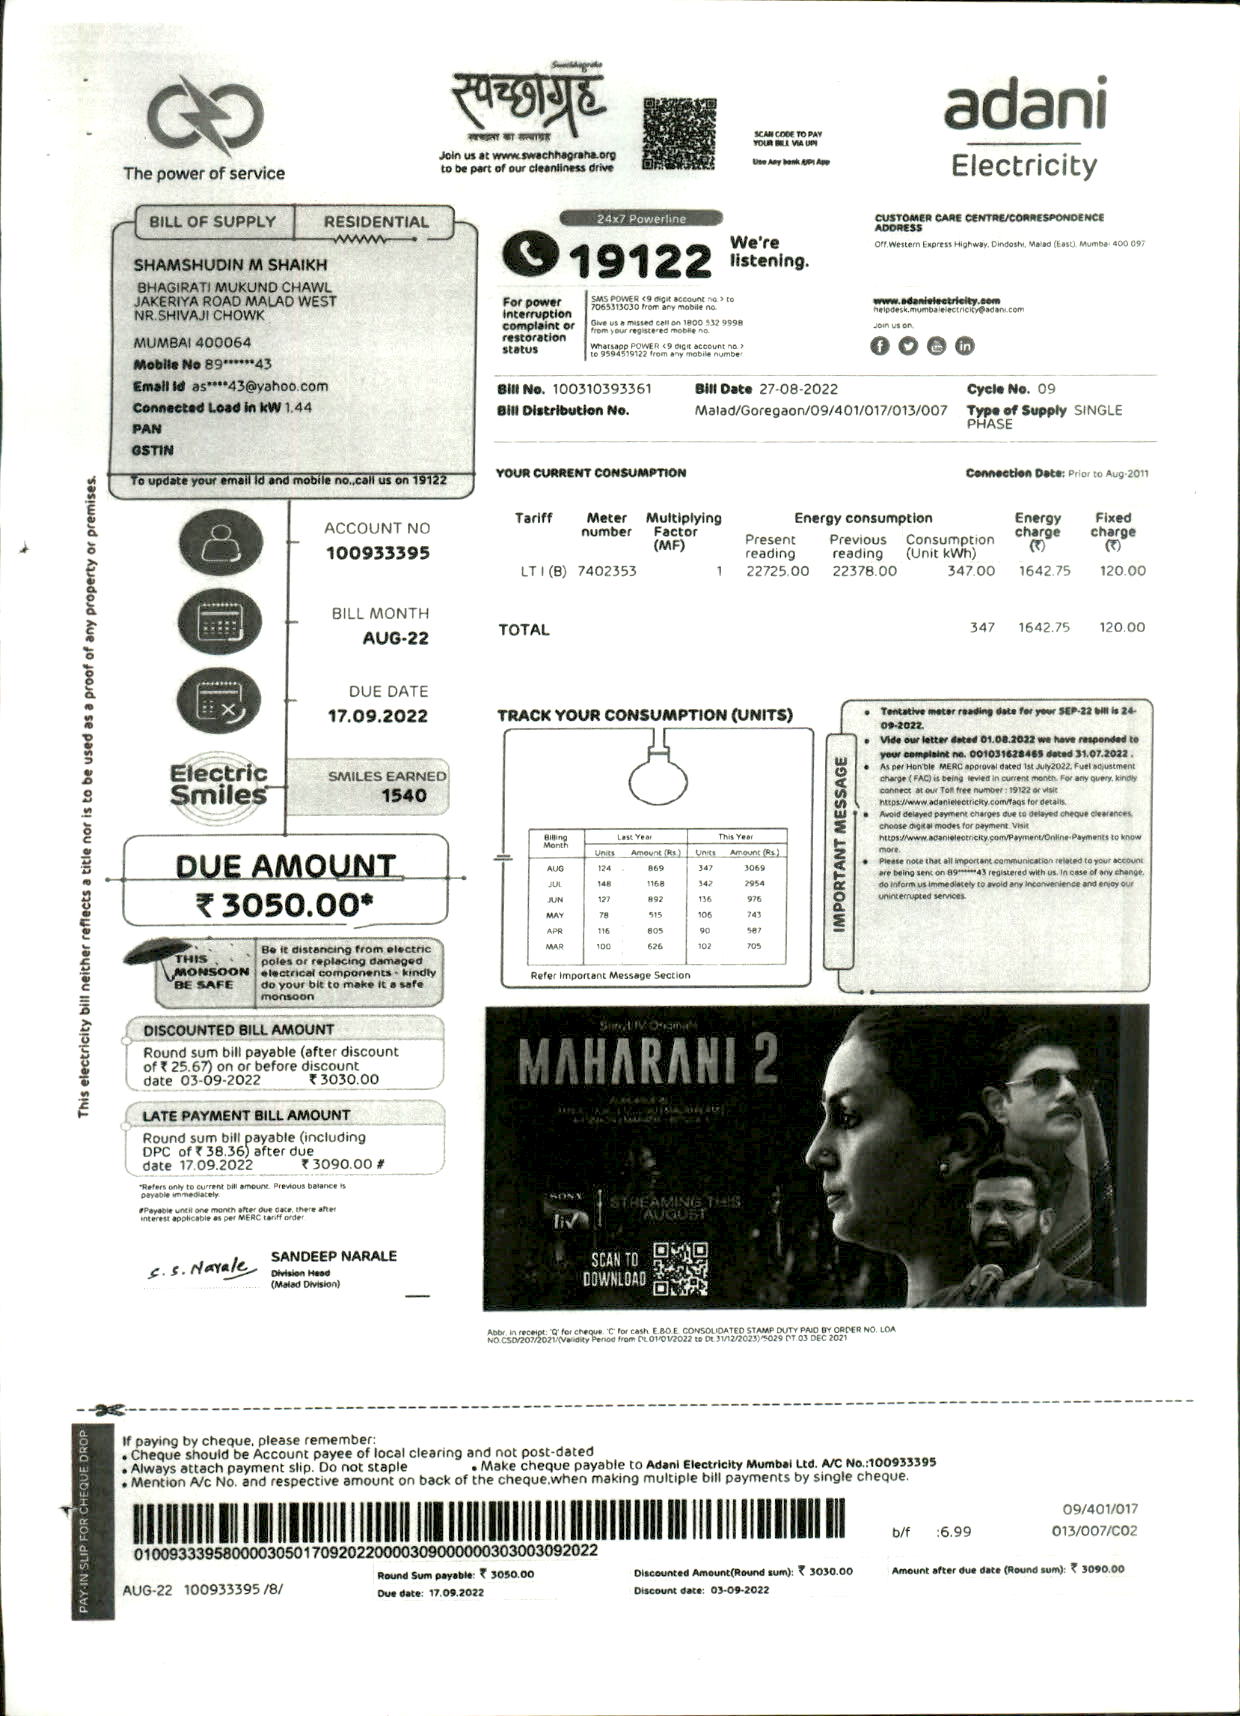 The power of service
Swachhagraha
स्वच्छाग्रह
स्वच्छता का सत्याग्रह
Join us at www.swachhagraha.org
to be part of our cleanliness drive
SCAN CODE TO PAY
YOUR BILL VIA UPI
Use Any bank /UPI App
adani
Electricity
BILL OF SUPPLY RESIDENTIAL
SHAMSHUDIN M SHAIKH
BHAGIRATI MUKUND CHAWL
JAKERIYA ROAD MALAD WEST
NR.SHIVAJI CHOWK
MUMBAI 400064
Mobile No 89******43
Email Id as****43@yahoo.com
Connected Load in kW 1.44
PAN
GSTIN
To update your email id and mobile no.,call us on 19122
24x7 Powerline
19122
We're
listening.
For power
interruption
complaint or
restoration
status
SMS POWER <9 digit account no.> to
7065313030 from any mobile no.
Give us a missed call on 1800 532 9998
from your registered mobile no.
Whatsapp POWER <9 digit account no.>
to 9594519122 from any mobile number
CUSTOMER CARE CENTRE/CORRESPONDENCE
ADDRESS
Off.Western Express Highway, Dindoshi, Malad (East), Mumbai 400 097
www.adanielectricity.com
helpdesk.mumbaielectricity@adani.com
Join us on.
Bill No. 100310393361 Bill Date 27-08-2022 Cycle No. 09
Bill Distribution No. Malad/Goregaon/09/401/017/013/007 Type of Supply SINGLE
PHASE
YOUR CURRENT CONSUMPTION Connection Date: Prior to Aug-2011
Tariff Meter Multiplying Energy consumption Energy Fixed
number Factor charge charge
(MF) Present Previous Consumption (₹) (₹)
reading reading (Unit kWh)
LT I (B) 7402353 1 22725.00 22378.00 347.00 1642.75 120.00
TOTAL 347 1642.75 120.00
This electricity bill neither reflects a title nor is to be used as a proof of any property or premises.
ACCOUNT NO
100933395
BILL MONTH
AUG-22
DUE DATE
17.09.2022
Electric
Smiles
SMILES EARNED
1540
DUE AMOUNT
₹ 3050.00*
THIS
MONSOON
BE SAFE
Be it distancing from electric
poles or replacing damaged
electrical components - kindly
do your bit to make it a safe
monsoon
DISCOUNTED BILL AMOUNT
Round sum bill payable (after discount
of ₹ 25.67) on or before discount
date 03-09-2022 ₹ 3030.00
LATE PAYMENT BILL AMOUNT
Round sum bill payable (including
DPC of ₹ 38.36) after due
date 17.09.2022 ₹ 3090.00 #
*Refers only to current bill amount. Previous balance is
payable immediately.
#Payable until one month after due date, there after
interest applicable as per MERC tariff order.
S. S. Narale
SANDEEP NARALE
Division Head
(Malad Division)
TRACK YOUR CONSUMPTION (UNITS)
Billing Last Year This Year
Month
Units Amount (Rs.) Units Amount (Rs.)
AUG 124 869 347 3069
JUL 148 1168 342 2954
JUN 127 892 136 976
MAY 78 515 106 743
APR 116 805 90 587
MAR 100 626 102 705
Refer Important Message Section
IMPORTANT MESSAGE
Tentative meter reading date for your SEP-22 bill is 24-
09-2022.
Vide our letter dated 01.08.2022 we have responded to
your complaint no. 001031628465 dated 31.07.2022 .
As per Hon'ble MERC approval dated 1st July2022, Fuel adjustment
charge ( FAC) is being levied in current month. For any query, kindly
connect at our Toll free number : 19122 or visit
https://www.adanielectricity.com/faqs for details.
Avoid delayed payment charges due to delayed cheque clearances,
choose digital modes for payment. Visit
https://www.adanielectricity.com/Payment/Online-Payments to know
more.
Please note that all important communication related to your account
are being sent on 89******43 registered with us. In case of any change,
do inform us immediately to avoid any inconvenience and enjoy our
uninterrupted services.
SonyLIV Originals
MAHARANI 2
SONY
liv
STREAMING THIS
AUGUST
SCAN TO
DOWNLOAD
Abbr. in receipt: 'Q' for cheque. 'C' for cash. E.B.O.E. CONSOLIDATED STAMP DUTY PAID BY ORDER NO. LOA
NO.CSD/207/2021/(Validity Period from Dt.01/01/2022 to Dt.31/12/2023)/5029 DT.03 DEC 2021
PAY-IN SLIP FOR CHEQUE DROP
If paying by cheque, please remember:
• Cheque should be Account payee of local clearing and not post-dated
• Always attach payment slip. Do not staple • Make cheque payable to Adani Electricity Mumbai Ltd. A/C No.:100933395
• Mention A/c No. and respective amount on back of the cheque,when making multiple bill payments by single cheque.
09/401/017
b/f :6.99 013/007/C02
AUG-22 100933395 /8/
Round Sum payable: ₹ 3050.00 Discounted Amount(Round sum): ₹ 3030.00 Amount after due date (Round sum): ₹ 3090.00
Due date: 17.09.2022 Discount date: 03-09-2022